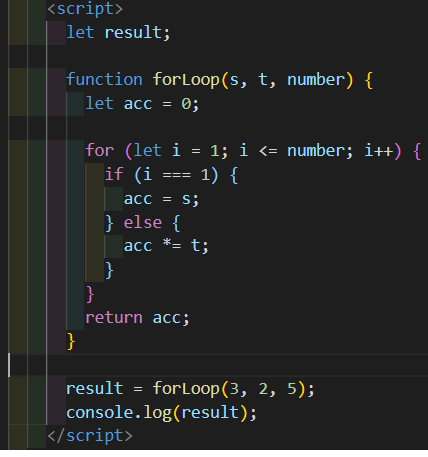 <script>
let result;
function forLoop(s, t, number) {
let acc = 0;
for (let i = 1; i <= number; i++) {
if (i === 1) {
acc = s;
} else {
acc *= t;
}
}
return acc;
}
result = forLoop(3, 2, 5);
console.log(result);
</script>